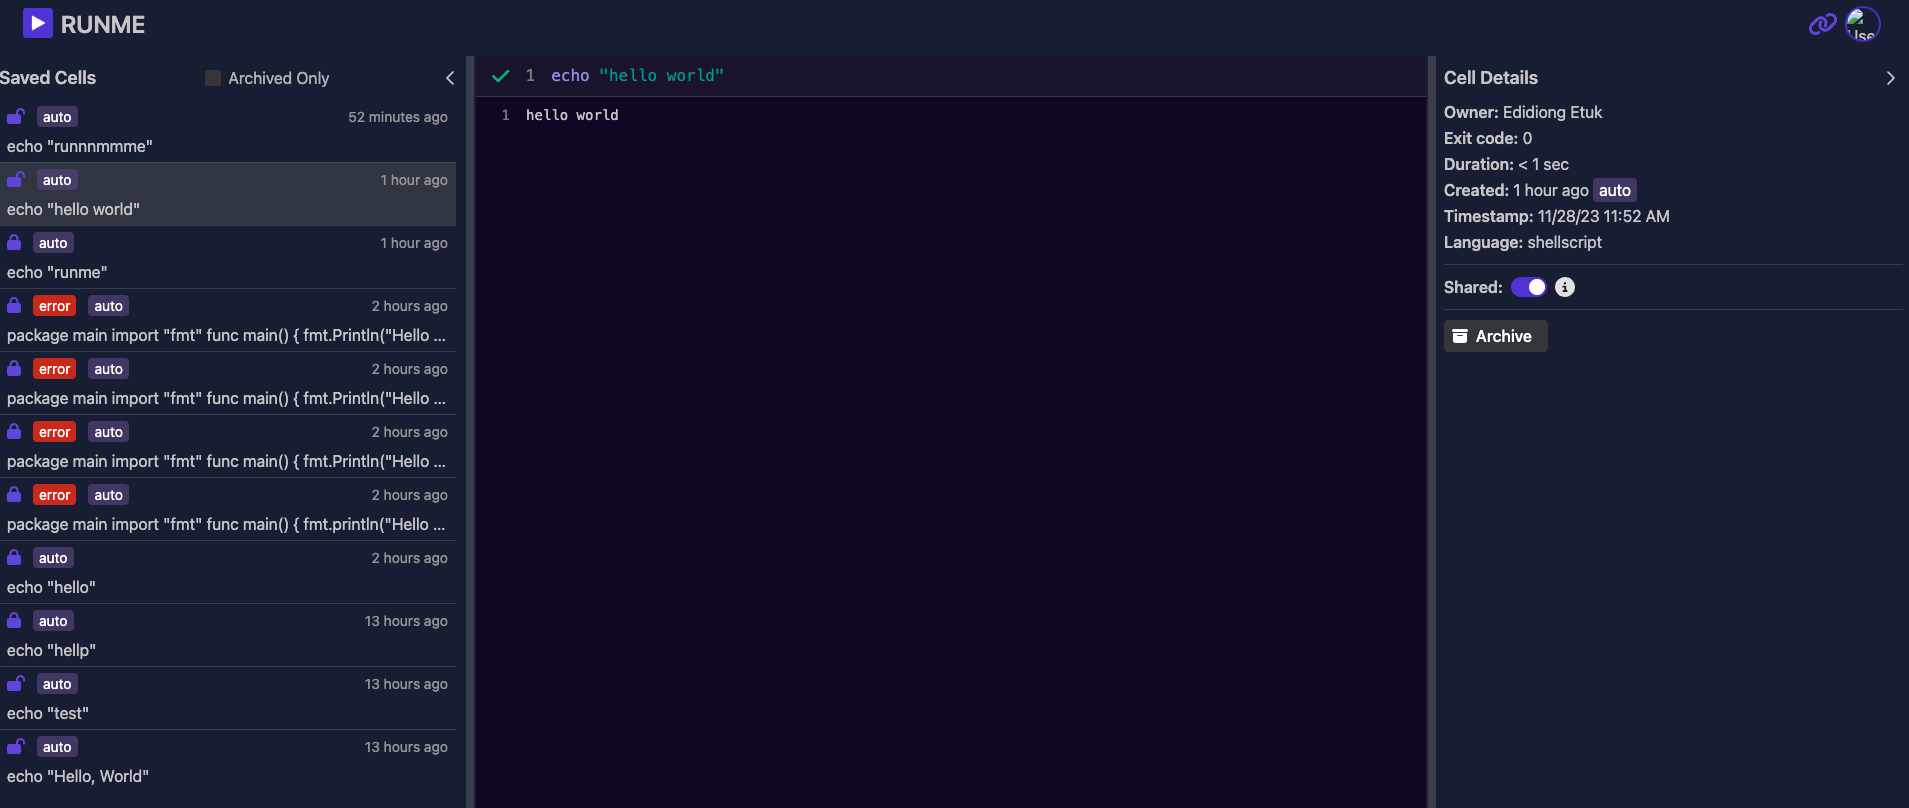 RUNME
Use
Saved Cells
Archived Only
auto
52 minutes ago
echo "runnnmmme"
auto
1 hour ago
echo "hello world"
auto
1 hour ago
echo "runme"
error auto
2 hours ago
package main import "fmt" func main() { fmt.Println("Hello ...
error auto
2 hours ago
package main import "fmt" func main() { fmt.Println("Hello ...
error auto
2 hours ago
package main import "fmt" func main() { fmt.Println("Hello ...
error auto
2 hours ago
package main import "fmt" func main() { fmt.println("Hello ...
auto
2 hours ago
echo "hello"
auto
13 hours ago
echo "hellp"
auto
13 hours ago
echo "test"
auto
13 hours ago
echo "Hello, World"
1 echo "hello world"
1 hello world
Cell Details
Owner: Edidiong Etuk
Exit code: 0
Duration: < 1 sec
Created: 1 hour ago auto
Timestamp: 11/28/23 11:52 AM
Language: shellscript
Shared:
Archive